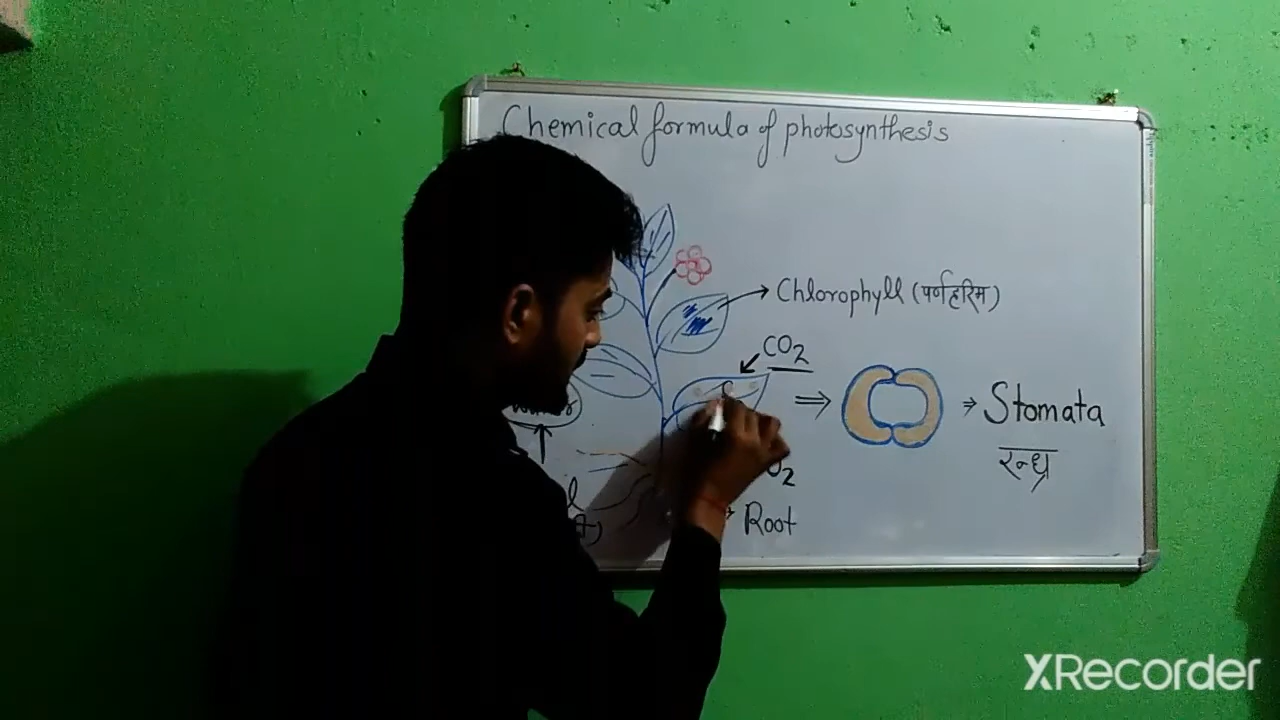 Chemical formula of photosynthesis
Chlorophyll (पर्णहरिम)
CO2
Stomata
रन्ध्र
Root
XRecorder